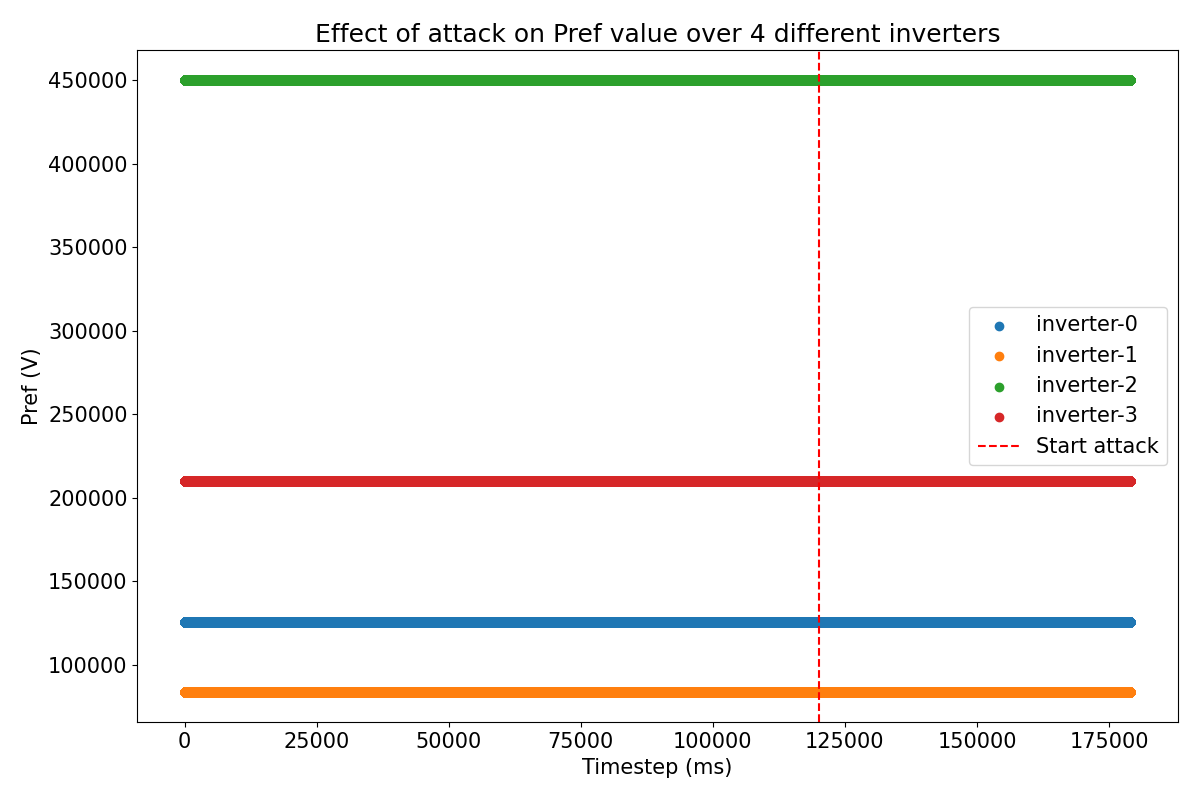 Effect of attack on Pref value over 4 different inverters
450000
400000
350000
300000
250000
200000
150000
100000
Pref (V)
inverter-0
inverter-1
inverter-2
inverter-3
Start attack
0 25000 50000 75000 100000 125000 150000 175000
Timestep (ms)